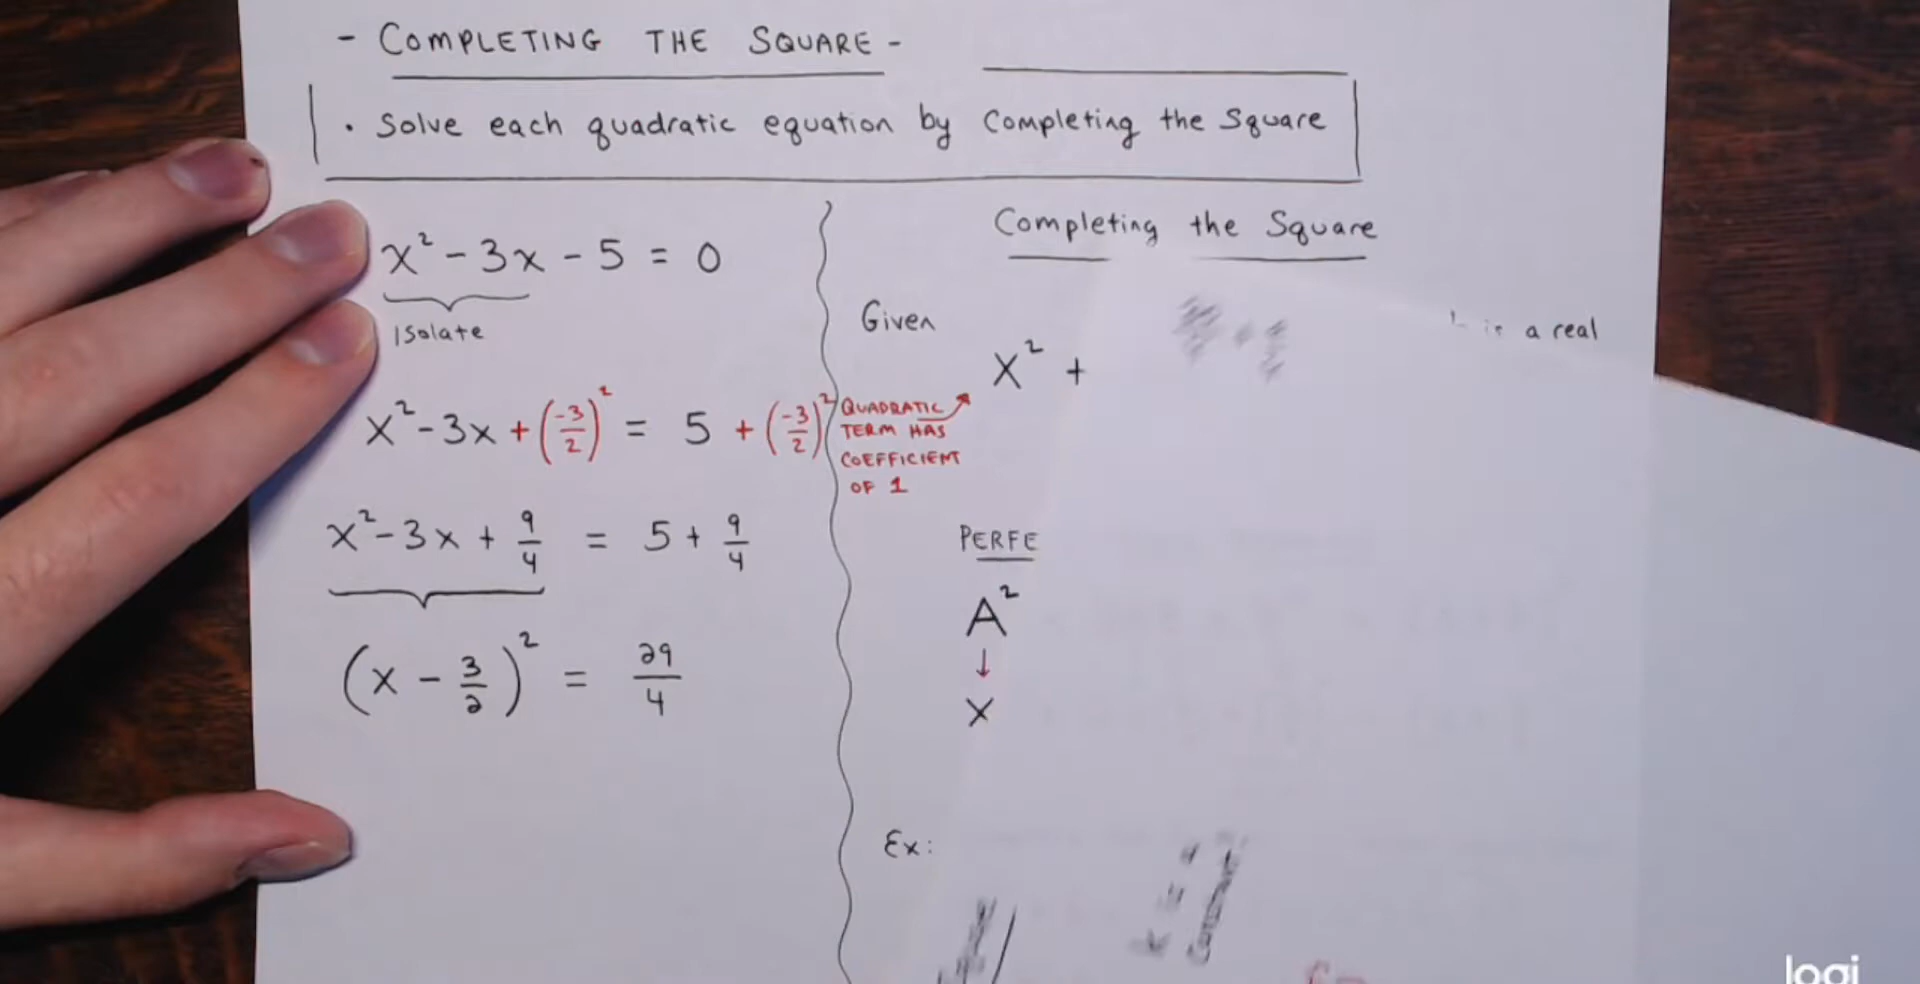 - COMPLETING THE SQUARE -
• Solve each quadratic equation by Completing the Square
x² - 3x - 5 = 0
Isolate
x² - 3x + (-3/2)² = 5 + (-3/2)²
x² - 3x + 9/4 = 5 + 9/4
(x - 3/2)² = 29/4
Completing the Square
Given
is a real
x² +
QUADRATIC
TERM HAS
COEFFICIENT
OF 1
PERFE
A²
↓
X
Ex:
logi